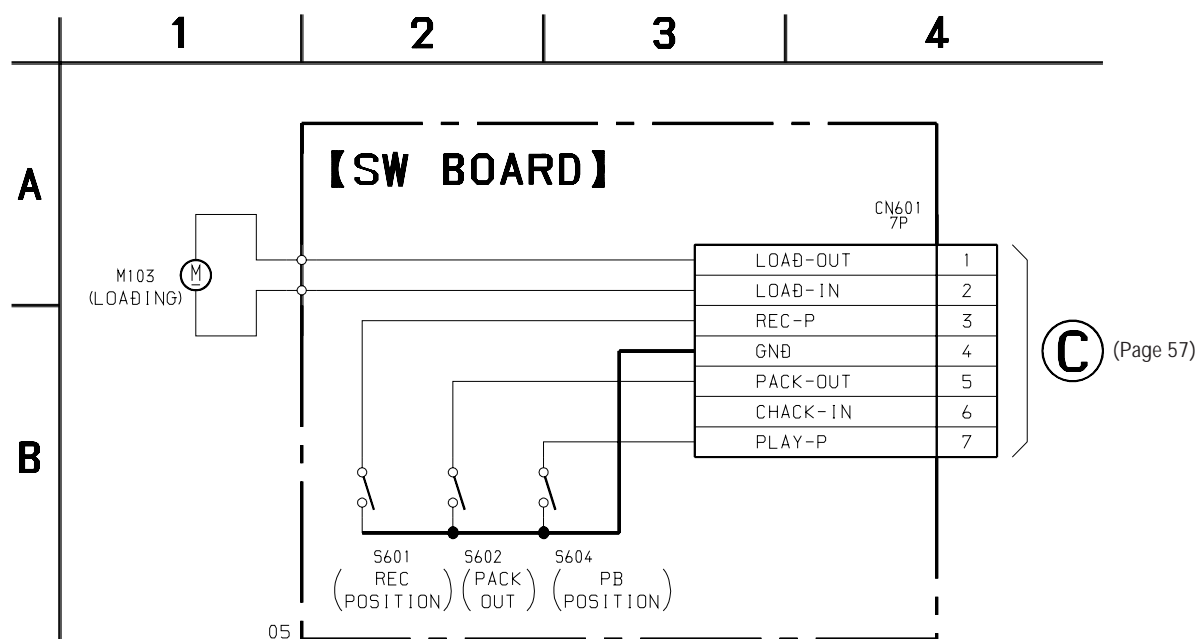 1 2 3 4
A
B
【SW BOARD】
CN601
7P
M103
(LOADING)
M
LOAD-OUT 1
LOAD-IN 2
REC-P 3
GND 4
PACK-OUT 5
CHACK-IN 6
PLAY-P 7
C (Page 57)
S601
(REC
POSITION)
S602
(PACK
OUT)
S604
(PB
POSITION)
05